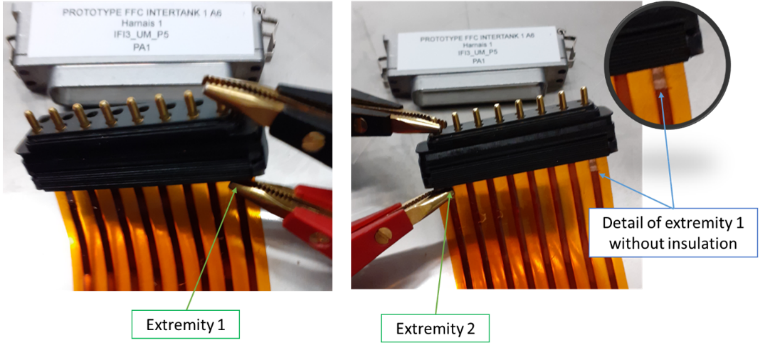 PROTOTYPE FFC INTERTANK 1 A6
Harnais 1
IFI3_UM_P5
PA1
PROTOTYPE FFC INTERTANK 1 A6
Harnais 1
IFI3_UM_P5
PA1
Detail of extremity 1
without insulation
Extremity 1
Extremity 2